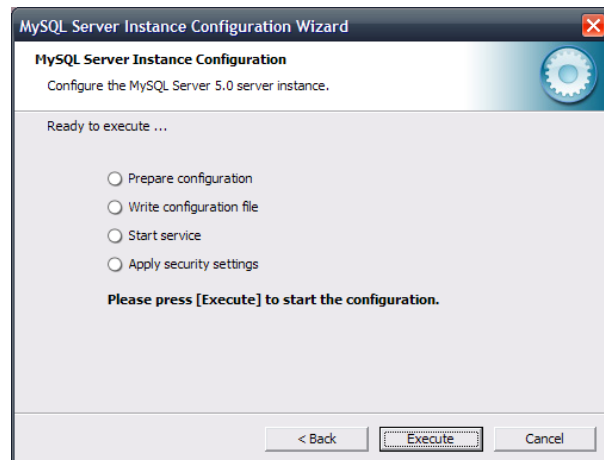 MySQL Server Instance Configuration Wizard
MySQL Server Instance Configuration
Configure the MySQL Server 5.0 server instance.
Ready to execute ...
Prepare configuration
Write configuration file
Start service
Apply security settings
Please press [Execute] to start the configuration.
< Back Execute Cancel